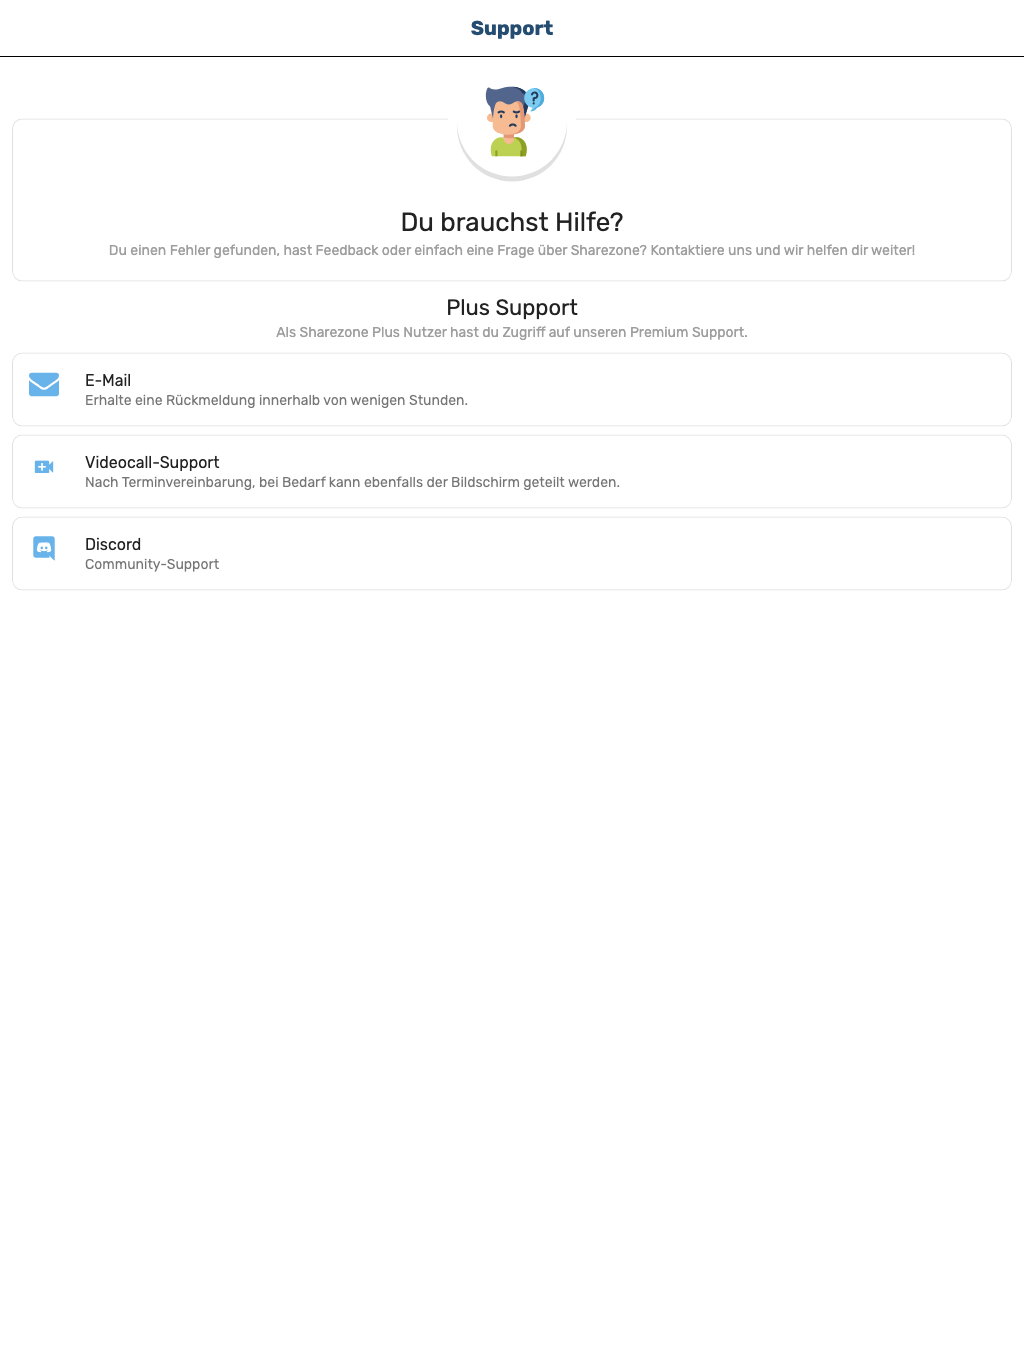 Support
?
Du brauchst Hilfe?
Du einen Fehler gefunden, hast Feedback oder einfach eine Frage über Sharezone? Kontaktiere uns und wir helfen dir weiter!
Plus Support
Als Sharezone Plus Nutzer hast du Zugriff auf unseren Premium Support.
E-Mail
Erhalte eine Rückmeldung innerhalb von wenigen Stunden.
Videocall-Support
Nach Terminvereinbarung, bei Bedarf kann ebenfalls der Bildschirm geteilt werden.
Discord
Community-Support